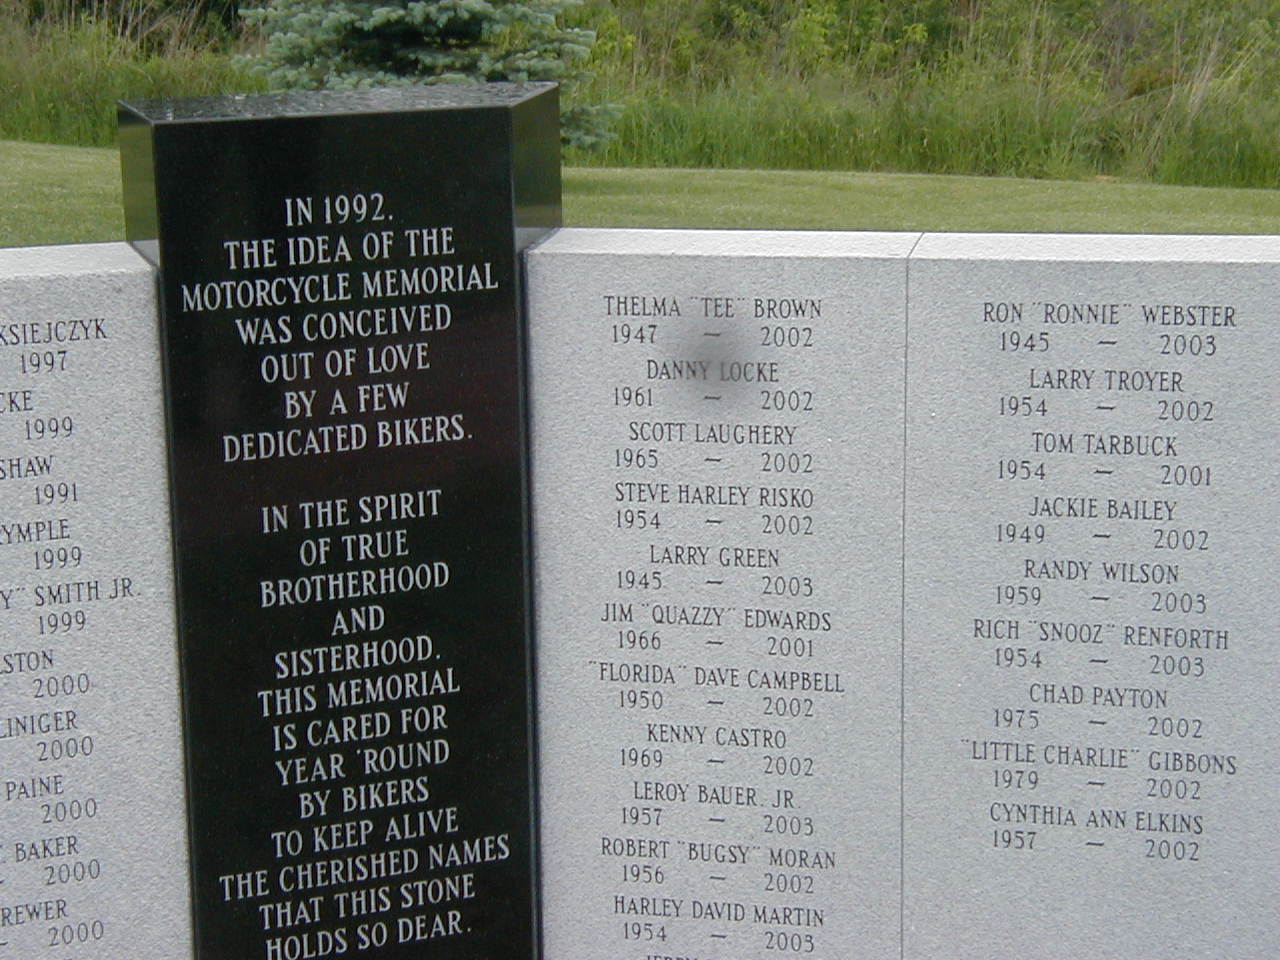 KSIEJCZYK
1997
CKE
1999
SHAW
1991
YMPLE
1999
Y" SMITH JR.
1999
LSTON
2000
LINIGER
2000
PAINE
2000
BAKER
2000
REWER
2000
IN 1992.
THE IDEA OF THE
MOTORCYCLE MEMORIAL
WAS CONCEIVED
OUT OF LOVE
BY A FEW
DEDICATED BIKERS.
IN THE SPIRIT
OF TRUE
BROTHERHOOD
AND
SISTERHOOD.
THIS MEMORIAL
IS CARED FOR
YEAR 'ROUND
BY BIKERS
TO KEEP ALIVE
THE CHERISHED NAMES
THAT THIS STONE
HOLDS SO DEAR.
THELMA "TEE" BROWN
1947 – 2002
DANNY LOCKE
1961 – 2002
SCOTT LAUGHERY
1965 – 2002
STEVE HARLEY RISKO
1954 – 2002
LARRY GREEN
1945 – 2003
JIM "QUAZZY" EDWARDS
1966 – 2001
"FLORIDA" DAVE CAMPBELL
1950 – 2002
KENNY CASTRO
1969 – 2002
LEROY BAUER. JR.
1957 – 2003
ROBERT "BUGSY" MORAN
1956 – 2002
HARLEY DAVID MARTIN
1954 – 2003
RON "RONNIE" WEBSTER
1945 – 2003
LARRY TROYER
1954 – 2002
TOM TARBUCK
1954 – 2001
JACKIE BAILEY
1949 – 2002
RANDY WILSON
1959 – 2003
RICH "SNOOZ" RENFORTH
1954 – 2003
CHAD PAYTON
1975 – 2002
"LITTLE CHARLIE" GIBBONS
1979 – 2002
CYNTHIA ANN ELKINS
1957 – 2002